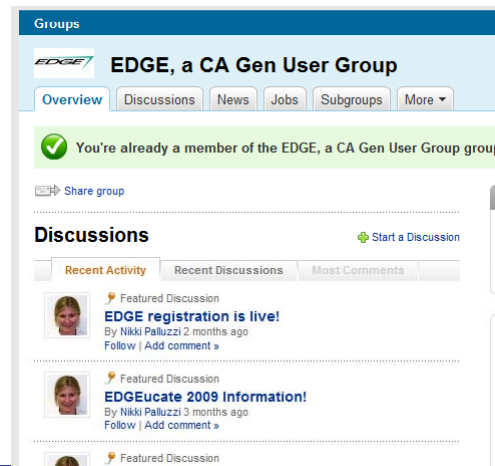 Groups
EDGE EDGE, a CA Gen User Group
Overview Discussions News Jobs Subgroups More
You're already a member of the EDGE, a CA Gen User Group grou
Share group
Discussions Start a Discussion
Recent Activity Recent Discussions Most Comments
Featured Discussion
EDGE registration is live!
By Nikki Palluzzi 2 months ago
Follow | Add comment »
Featured Discussion
EDGEucate 2009 Information!
By Nikki Palluzzi 3 months ago
Follow | Add comment »
Featured Discussion